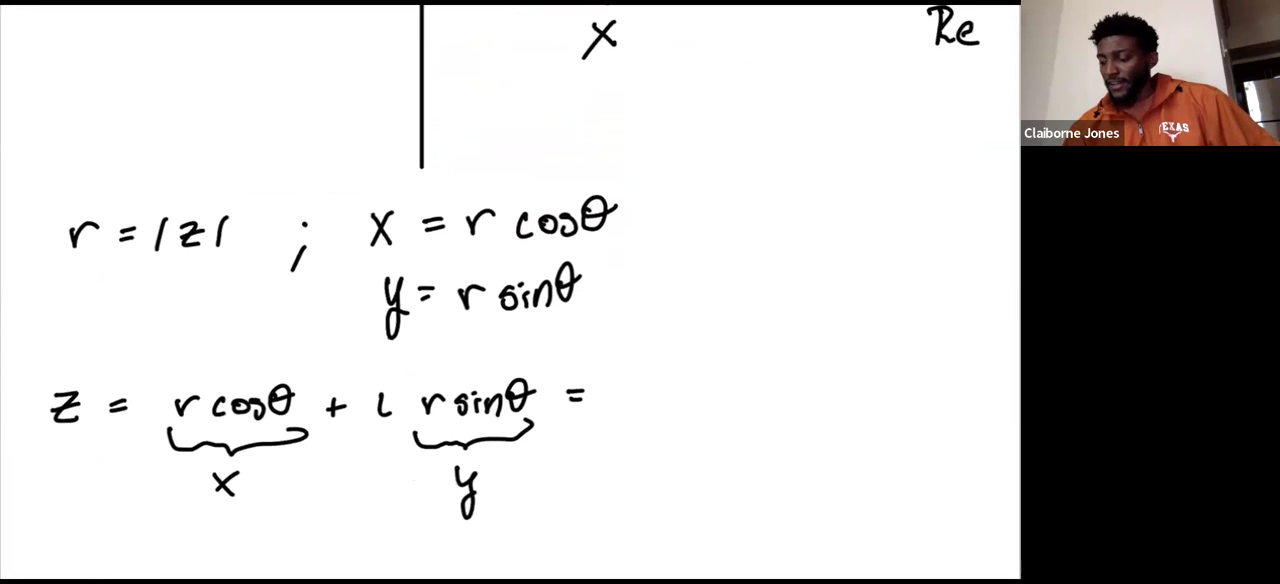 x Re
Claiborne Jones
TEXAS
r = |z| ; x = r cosθ
y = r sinθ
z = r cosθ + i r sinθ =
x y